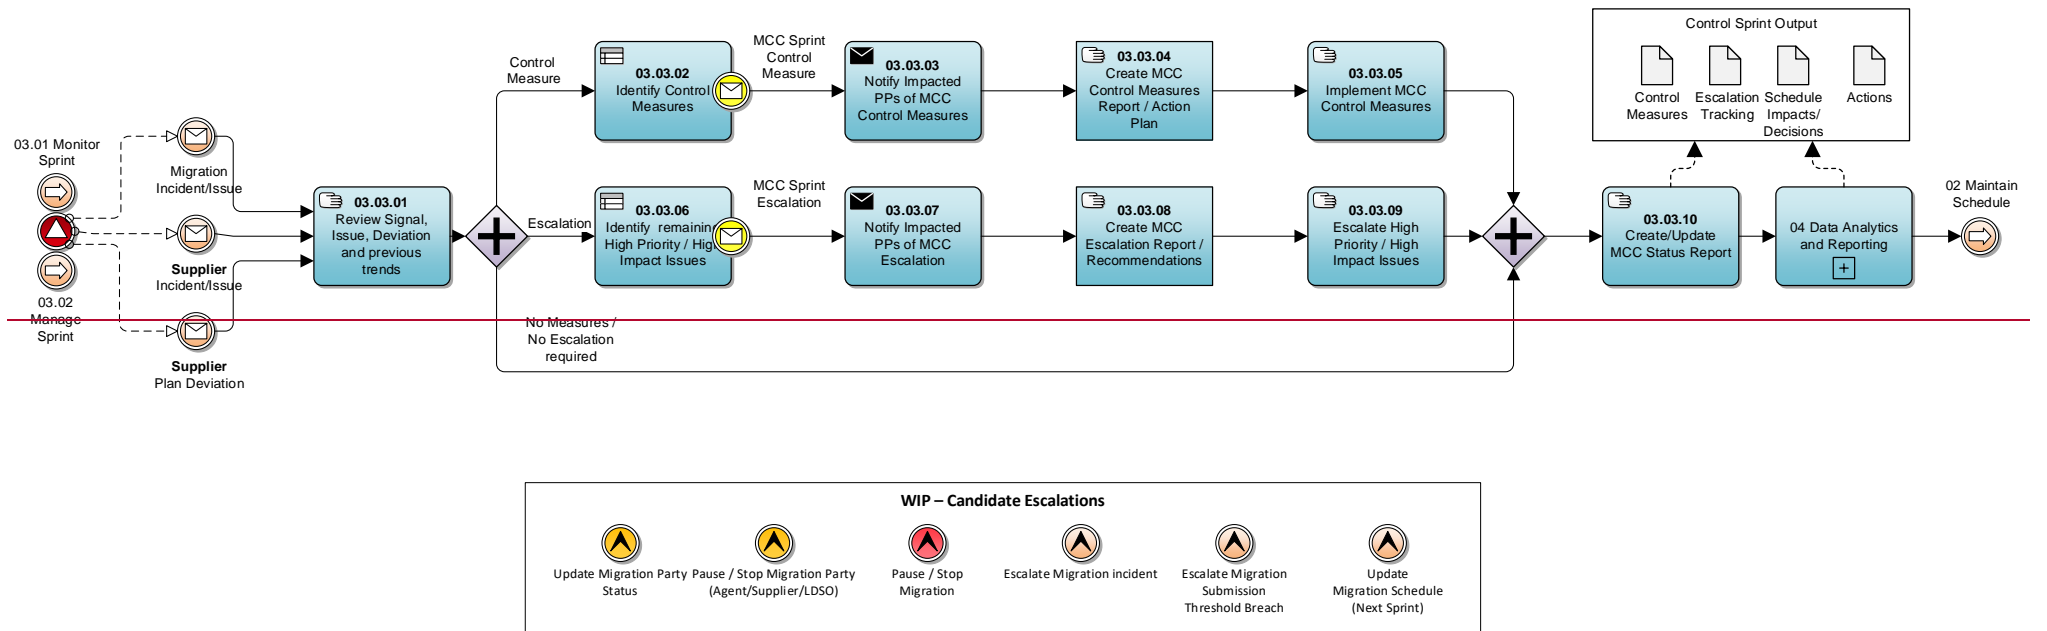 03.01 Monitor
Sprint
03.02
Manage
Sprint
Migration
Incident/Issue
Supplier
Incident/Issue
Supplier
Plan Deviation
03.03.01
Review Signal,
Issue, Deviation
and previous
trends
Control
Measure
03.03.02
Identify Control
Measures
MCC Sprint
Control
Measure
03.03.03
Notify Impacted
PPs of MCC
Control Measures
03.03.04
Create MCC
Control Measures
Report / Action
Plan
03.03.05
Implement MCC
Control Measures
Escalation
03.03.06
Identify remaining
High Priority / High
Impact Issues
MCC Sprint
Escalation
03.03.07
Notify Impacted
PPs of MCC
Escalation
03.03.08
Create MCC
Escalation Report /
Recommendations
03.03.09
Escalate High
Priority / High
Impact Issues
No Measures /
No Escalation
required
03.03.10
Create/Update
MCC Status Report
04 Data Analytics
and Reporting
02 Maintain
Schedule
Control Sprint Output
Control
Measures
Escalation
Tracking
Schedule
Impacts/
Decisions
Actions
WIP – Candidate Escalations
Update Migration Party
Status
Pause / Stop Migration Party
(Agent/Supplier/LDSO)
Pause / Stop
Migration
Escalate Migration incident
Escalate Migration
Submission
Threshold Breach
Update
Migration Schedule
(Next Sprint)